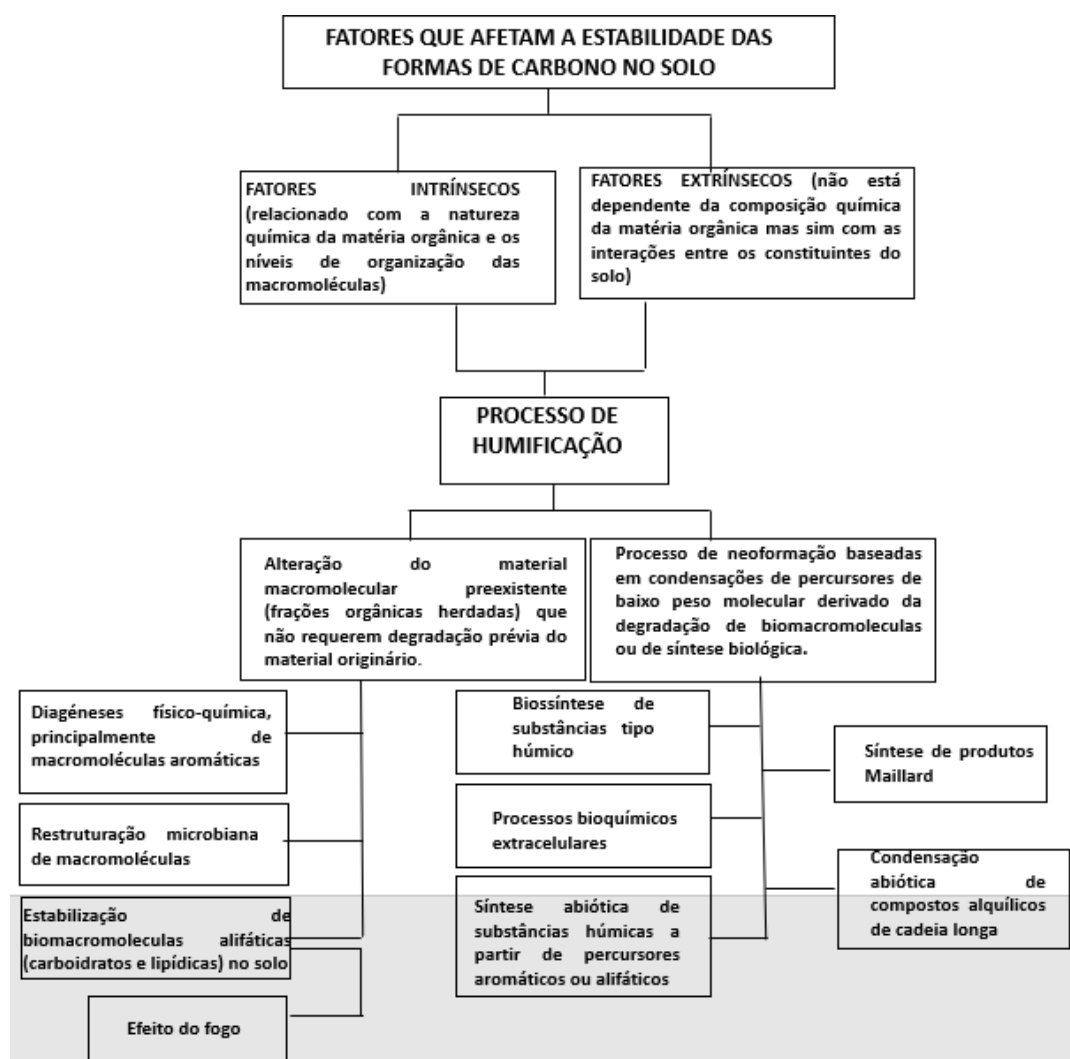 FATORES QUE AFETAM A ESTABILIDADE DAS
FORMAS DE CARBONO NO SOLO
FATORES INTRÍNSECOS
(relacionado com a natureza
química da matéria orgânica e os
níveis de organização das
macromoléculas)
FATORES EXTRÍNSECOS (não está
dependente da composição química
da matéria orgânica mas sim com as
interações entre os constituintes do
solo)
PROCESSO DE
HUMIFICAÇÃO
Alteração do material
macromolecular preexistente
(frações orgânicas herdadas) que
não requerem degradação prévia do
material originário.
Processo de neoformação baseadas
em condensações de percursores de
baixo peso molecular derivado da
degradação de biomacromoleculas
ou de síntese biológica.
Diagéneses físico-química,
principalmente de
macromoléculas aromáticas
Restruturação microbiana
de macromoléculas
Estabilização de
biomacromoleculas alifáticas
(carboidratos e lipídicas) no solo
Efeito do fogo
Biossíntese de
substâncias tipo
húmico
Processos bioquímicos
extracelulares
Síntese abiótica de
substâncias húmicas a
partir de percursores
aromáticos ou alifáticos
Síntese de produtos
Maillard
Condensação
abiótica de
compostos alquílicos
de cadeia longa